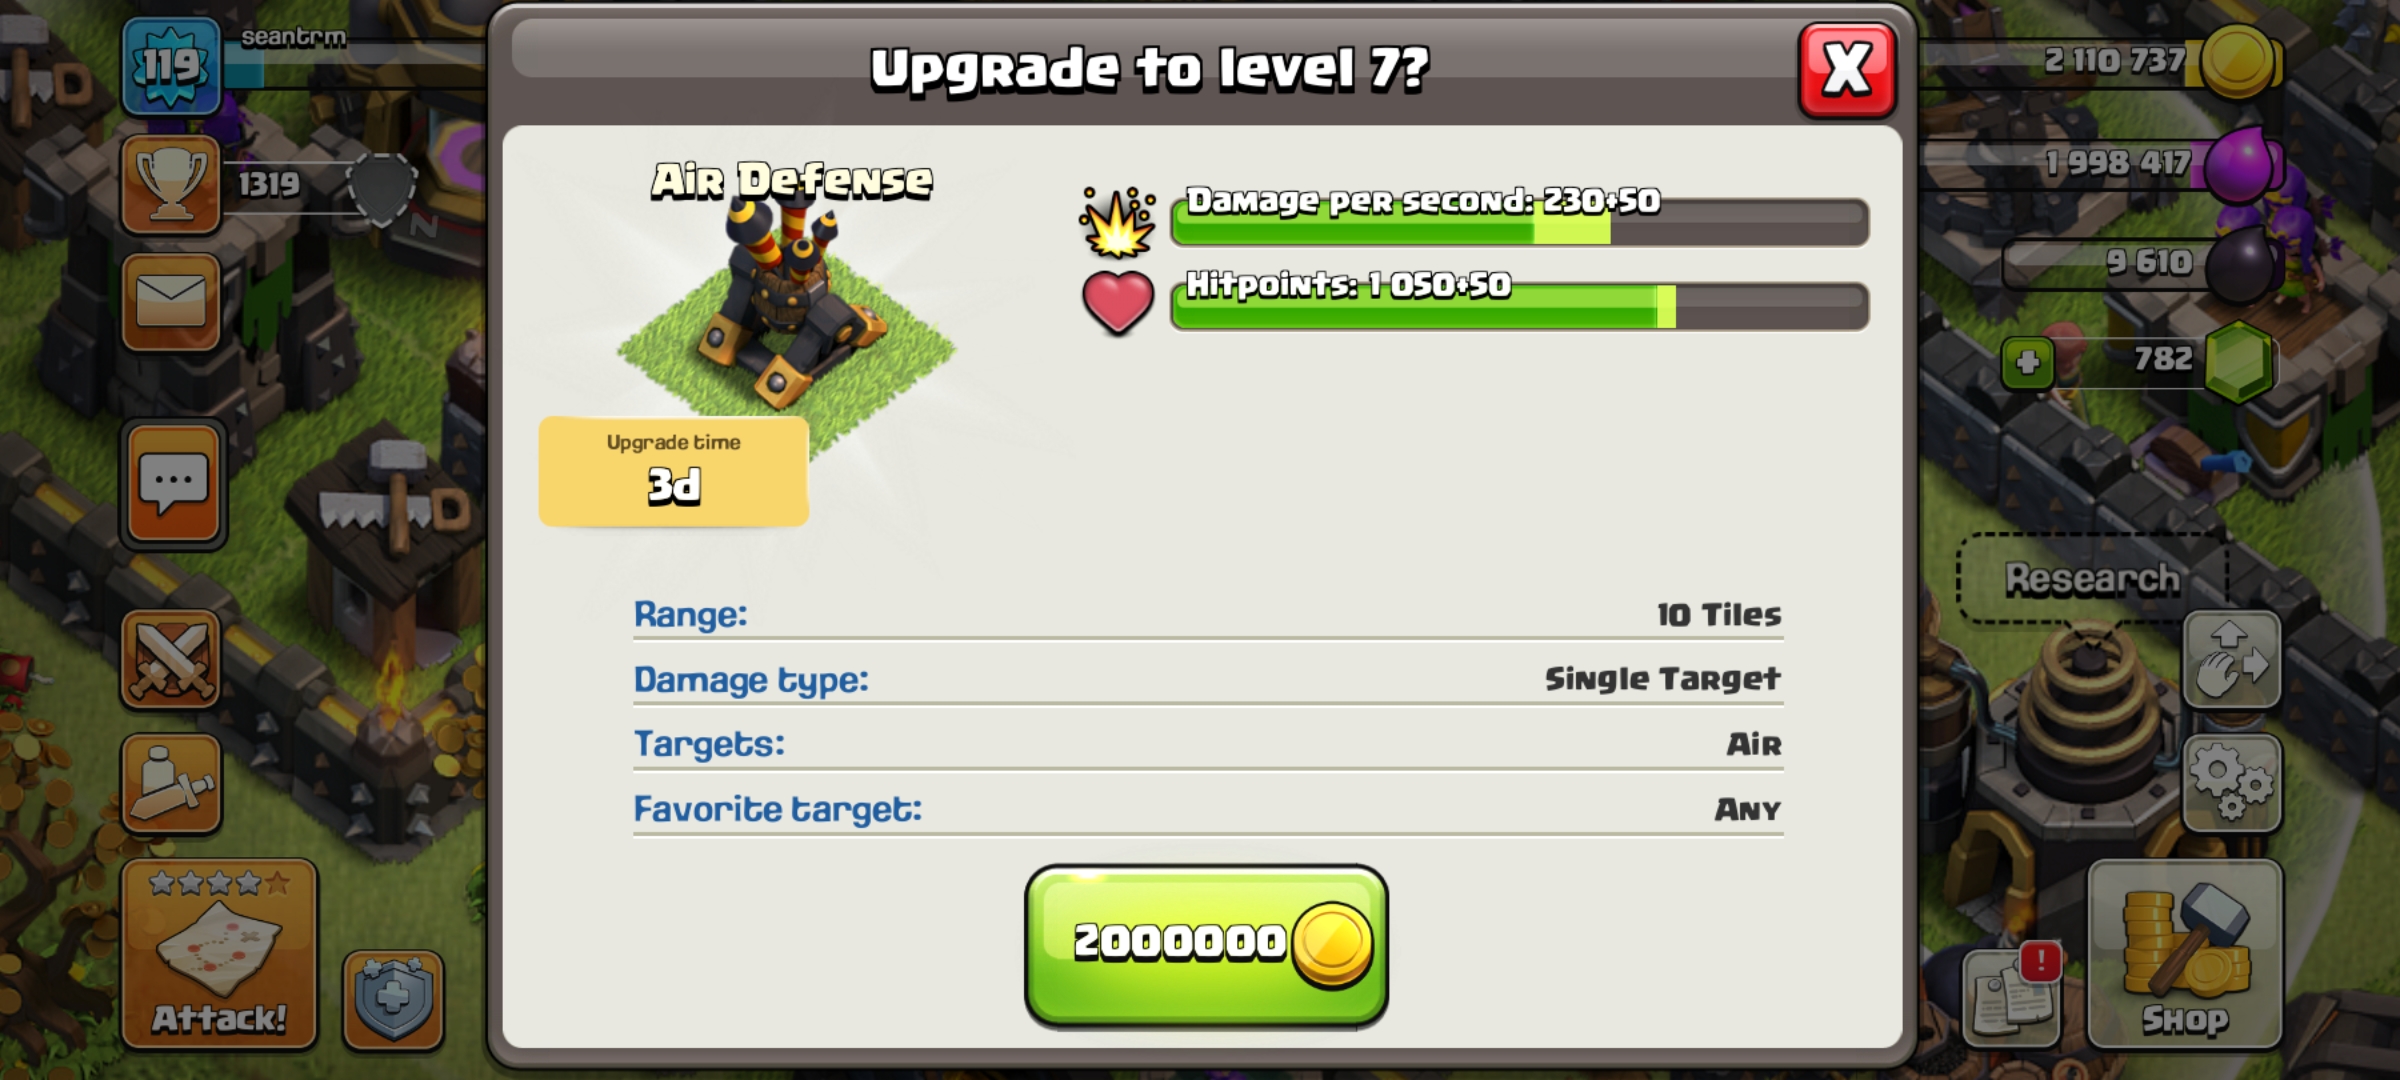 Upgrade to level 7?
X
119
seantrm
1319
2 110 737
1 998 417
9 610
782
Air Defense
Damage per second: 230+50
Hitpoints: 1 050+50
Upgrade time
3d
Range: 10 Tiles
Damage type: Single Target
Targets: Air
Favorite target: Any
2000000
Research
Attack!
!
Shop